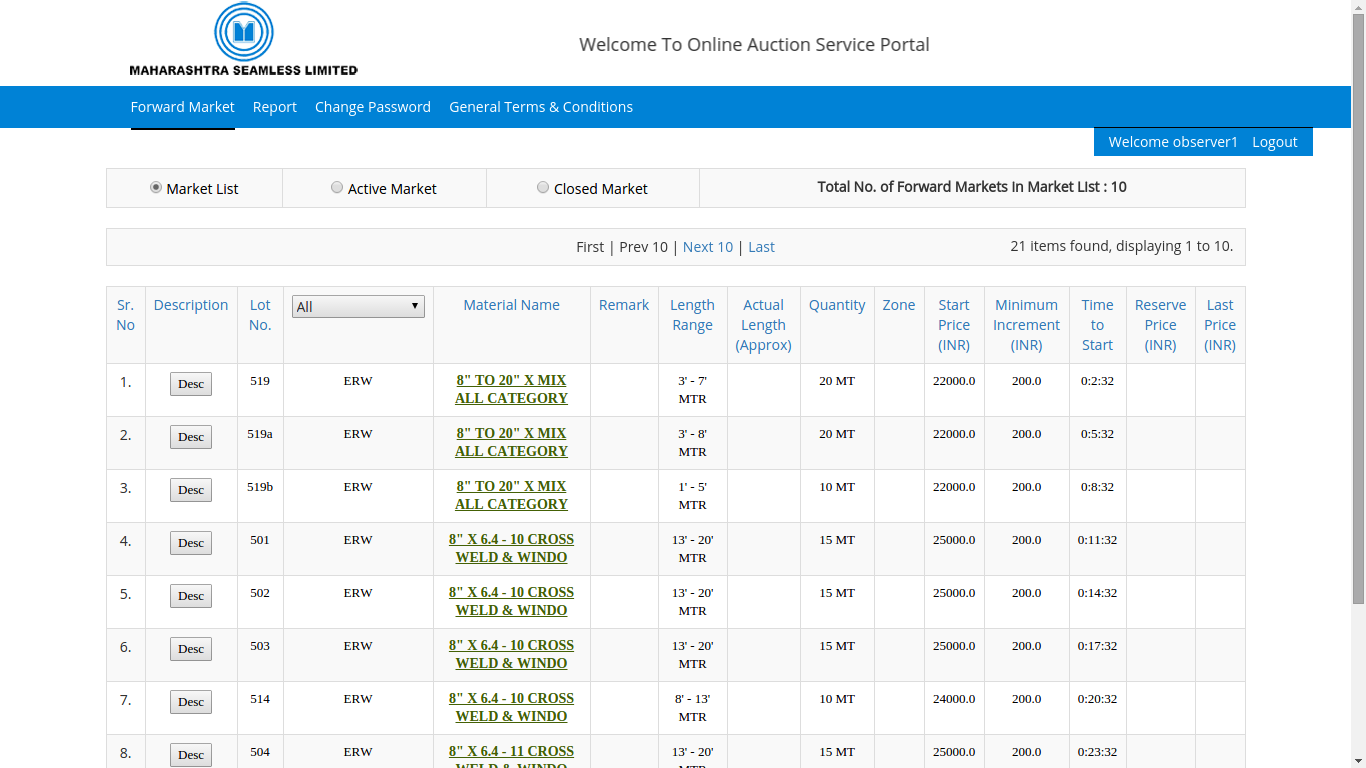 MAHARASHTRA SEAMLESS LIMITED
Welcome To Online Auction Service Portal
Forward Market Report Change Password General Terms & Conditions
Welcome observer1 Logout
Market List Active Market Closed Market Total No. of Forward Markets In Market List : 10
First | Prev 10 | Next 10 | Last 21 items found, displaying 1 to 10.
Sr. No Description Lot No. All Material Name Remark Length Range Actual Length (Approx) Quantity Zone Start Price (INR) Minimum Increment (INR) Time to Start Reserve Price (INR) Last Price (INR)
1. Desc 519 ERW 8" TO 20" X MIX ALL CATEGORY 3' - 7' MTR 20 MT 22000.0 200.0 0:2:32
2. Desc 519a ERW 8" TO 20" X MIX ALL CATEGORY 3' - 8' MTR 20 MT 22000.0 200.0 0:5:32
3. Desc 519b ERW 8" TO 20" X MIX ALL CATEGORY 1' - 5' MTR 10 MT 22000.0 200.0 0:8:32
4. Desc 501 ERW 8" X 6.4 - 10 CROSS WELD & WINDO 13' - 20' MTR 15 MT 25000.0 200.0 0:11:32
5. Desc 502 ERW 8" X 6.4 - 10 CROSS WELD & WINDO 13' - 20' MTR 15 MT 25000.0 200.0 0:14:32
6. Desc 503 ERW 8" X 6.4 - 10 CROSS WELD & WINDO 13' - 20' MTR 15 MT 25000.0 200.0 0:17:32
7. Desc 514 ERW 8" X 6.4 - 10 CROSS WELD & WINDO 8' - 13' MTR 10 MT 24000.0 200.0 0:20:32
8. Desc 504 ERW 8" X 6.4 - 11 CROSS WELD & WINDO 13' - 20' MTR 15 MT 25000.0 200.0 0:23:32